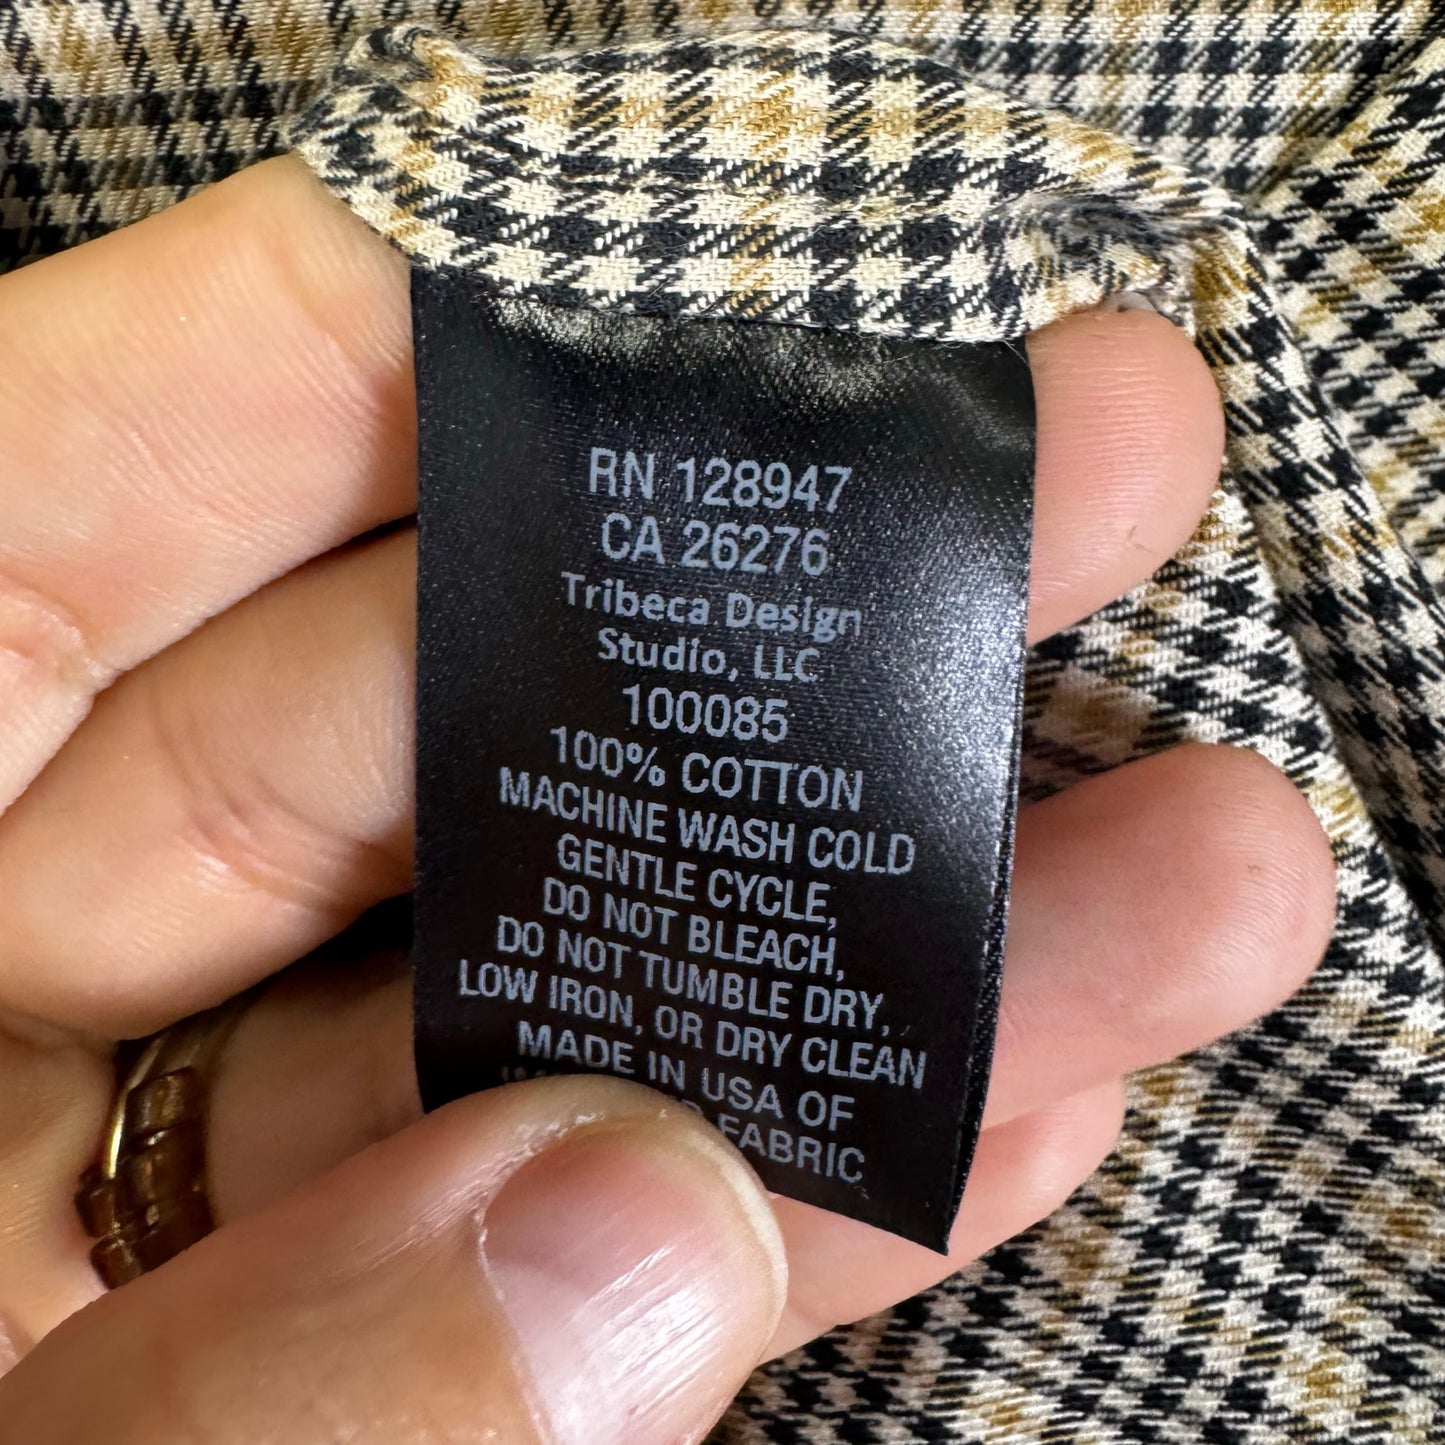 RN 128947
CA 26276
Tribeca Design
Studio, LLC
100085
100% COTTON
MACHINE WASH COLD
GENTLE CYCLE,
DO NOT BLEACH,
DO NOT TUMBLE DRY,
LOW IRON, OR DRY CLEAN
MADE IN USA OF
FABRIC